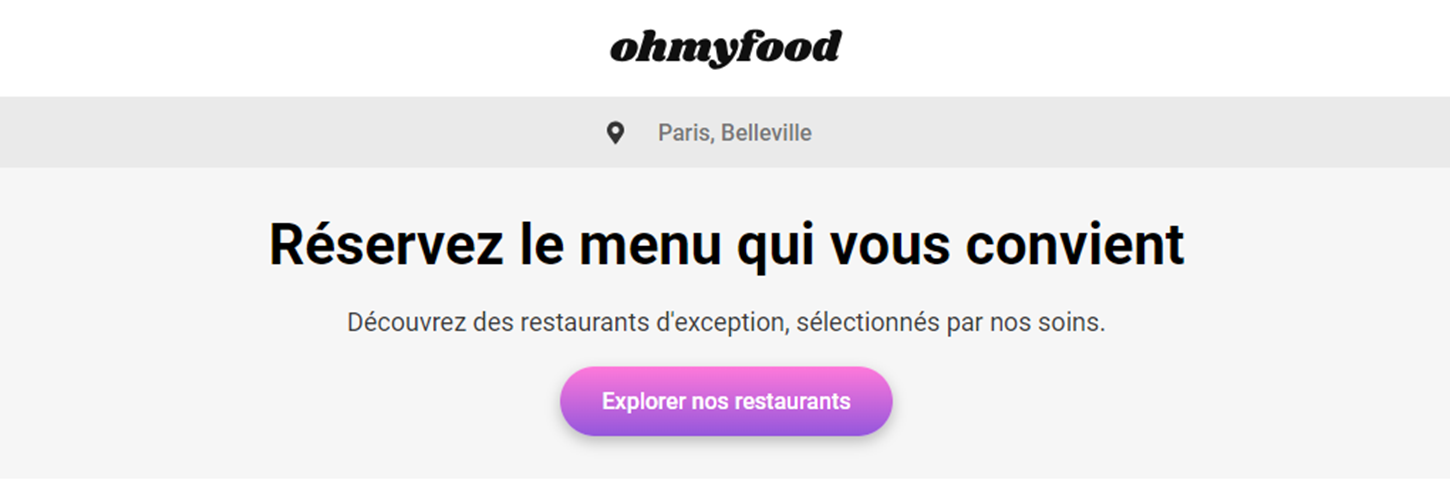 ohmyfood
Paris, Belleville
Réservez le menu qui vous convient
Découvrez des restaurants d'exception, sélectionnés par nos soins.
Explorer nos restaurants